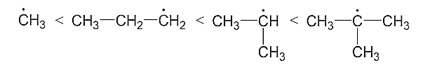 ĊH₃ < CH₃—CH₂—ĊH₂ < CH₃—ĊH < CH₃—Ċ—CH₃
CH₃ CH₃